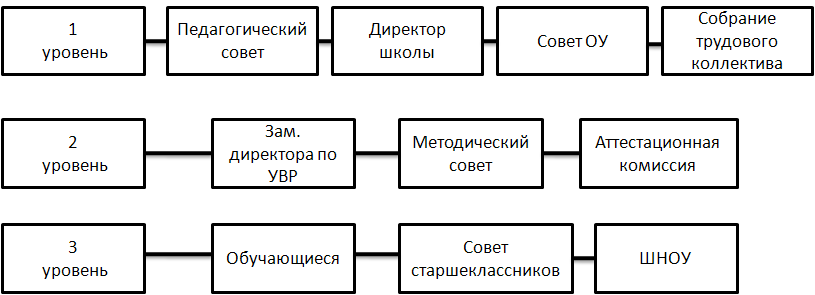 1
уровень
Педагогический
совет
Директор
школы
Совет ОУ
Собрание
трудового
коллектива
2
уровень
Зам.
директора по
УВР
Методический
совет
Аттестационная
комиссия
3
уровень
Обучающиеся
Совет
старшеклассников
ШНОУ